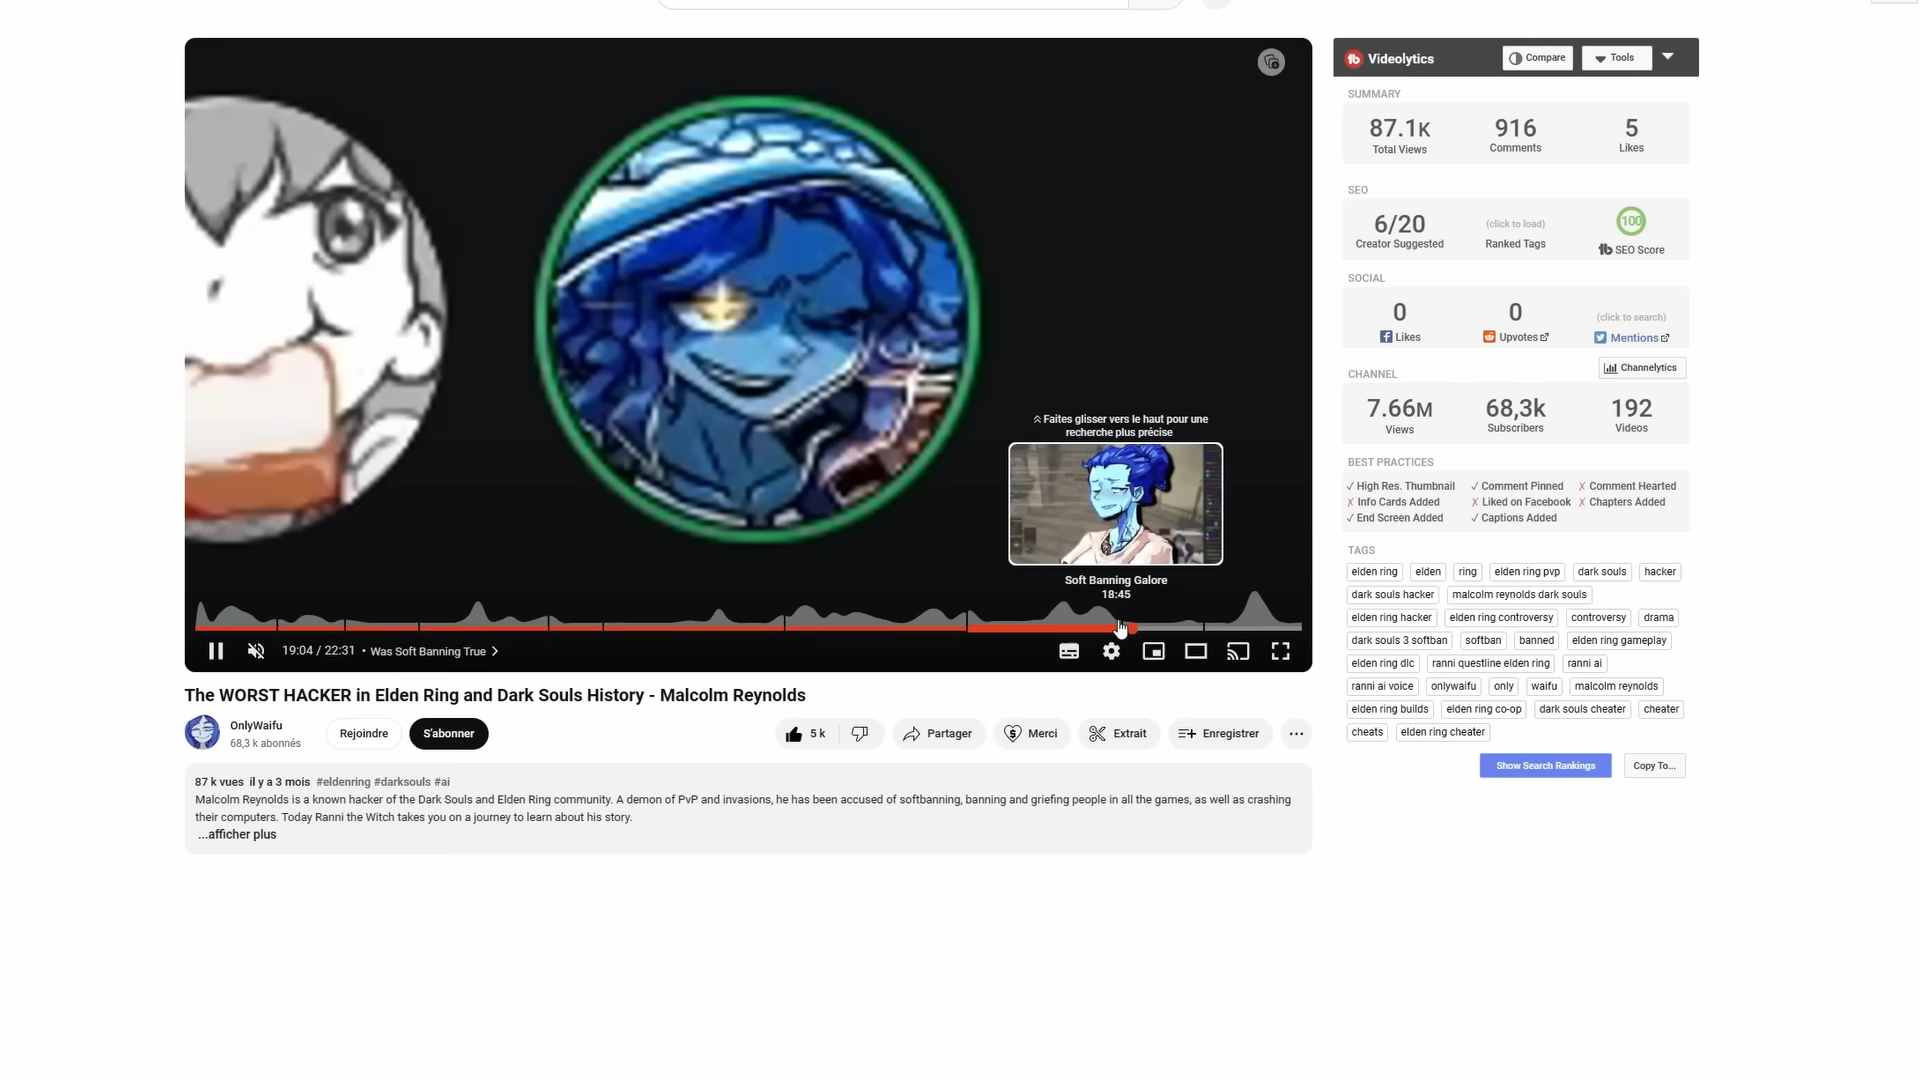 Faites glisser vers le haut pour une
recherche plus précise
Soft Banning Galore
18:45
19:04 / 22:31 • Was Soft Banning True
The WORST HACKER in Elden Ring and Dark Souls History - Malcolm Reynolds
OnlyWaifu
68,3 k abonnés
Rejoindre
S'abonner
5 k
Partager
Merci
Extrait
Enregistrer
87 k vues il y a 3 mois #eldenring #darksouls #ai
Malcolm Reynolds is a known hacker of the Dark Souls and Elden Ring community. A demon of PvP and invasions, he has been accused of softbanning, banning and griefing people in all the games, as well as crashing
their computers. Today Ranni the Witch takes you on a journey to learn about his story.
...afficher plus
Videolytics
Compare
Tools
SUMMARY
87.1K 916 5
Total Views Comments Likes
SEO
6/20 (click to load) 100
Creator Suggested Ranked Tags tb SEO Score
SOCIAL
0 0 (click to search)
Likes Upvotes Mentions
CHANNEL
Channelytics
7.66M 68,3k 192
Views Subscribers Videos
BEST PRACTICES
✓ High Res. Thumbnail ✓ Comment Pinned ✗ Comment Hearted
✗ Info Cards Added ✗ Liked on Facebook ✗ Chapters Added
✓ End Screen Added ✓ Captions Added
TAGS
elden ring elden ring elden ring pvp dark souls hacker
dark souls hacker malcolm reynolds dark souls
elden ring hacker elden ring controversy controversy drama
dark souls 3 softban softban banned elden ring gameplay
elden ring dlc ranni questline elden ring ranni ai
ranni ai voice onlywaifu only waifu malcolm reynolds
elden ring builds elden ring co-op dark souls cheater cheater
cheats elden ring cheater
Show Search Rankings
Copy To...